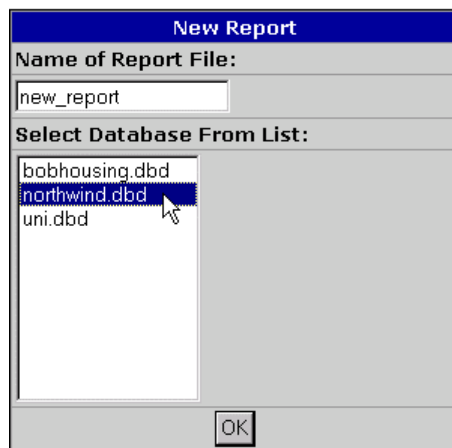 New Report
Name of Report File:
new_report
Select Database From List:
bobhousing.dbd
northwind.dbd
uni.dbd
OK